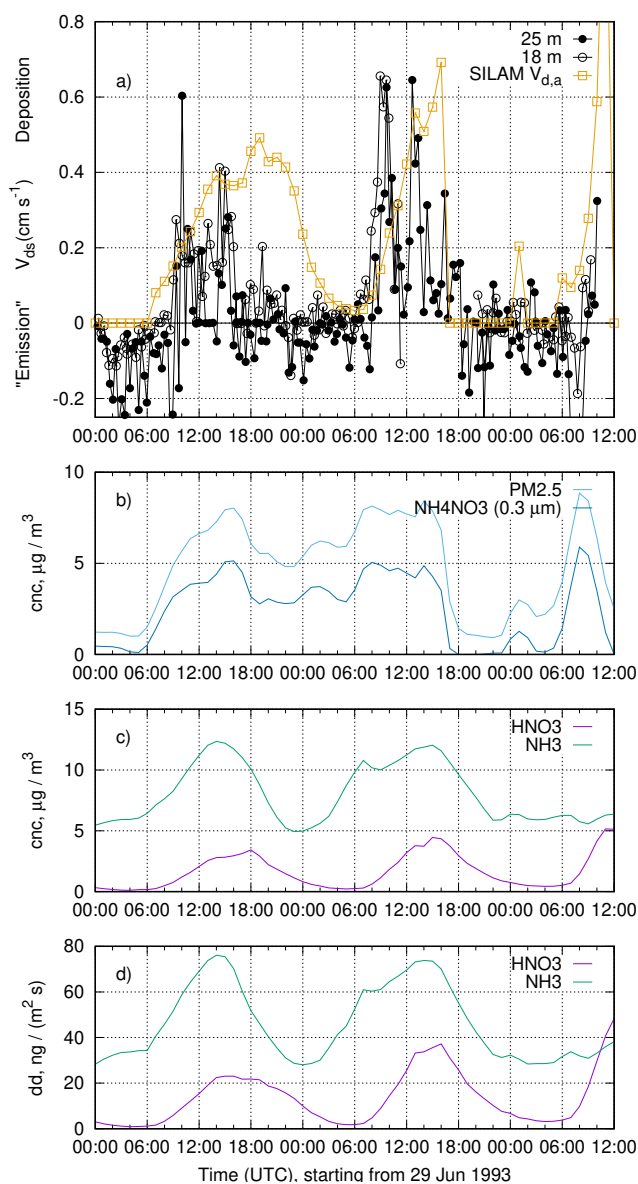 0.8
0.6
0.4
0.2
0
-0.2
"Emission" V_ds (cm s^-1) Deposition
a)
25 m
18 m
SILAM V_d,a
00:00 06:00 12:00 18:00 00:00 06:00 12:00 18:00 00:00 06:00 12:00
10
5
0
cnc, µg / m^3
b)
PM2.5
NH4NO3 (0.3 µm)
00:00 06:00 12:00 18:00 00:00 06:00 12:00 18:00 00:00 06:00 12:00
15
10
5
0
cnc, µg / m^3
c)
HNO3
NH3
00:00 06:00 12:00 18:00 00:00 06:00 12:00 18:00 00:00 06:00 12:00
80
60
40
20
0
dd, ng / (m^2 s)
d)
HNO3
NH3
00:00 06:00 12:00 18:00 00:00 06:00 12:00 18:00 00:00 06:00 12:00
Time (UTC), starting from 29 Jun 1993